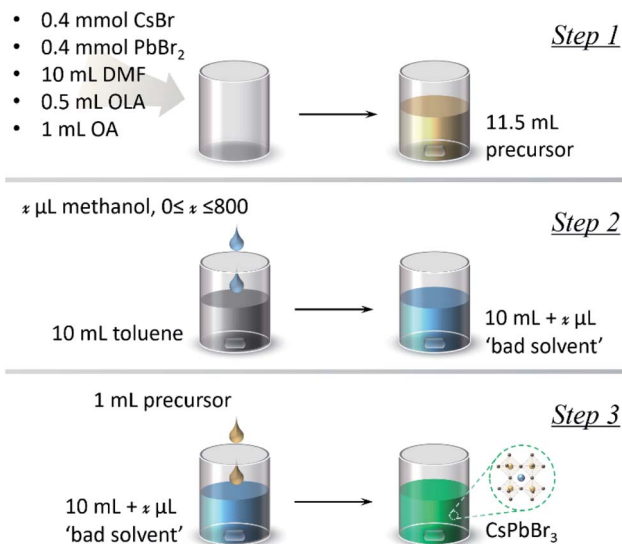 • 0.4 mmol CsBr
• 0.4 mmol PbBr₂
• 10 mL DMF
• 0.5 mL OLA
• 1 mL OA
Step 1
11.5 mL
precursor
𝓍 µL methanol, 0≤ 𝓍 ≤800
Step 2
10 mL toluene
10 mL + 𝓍 µL
‘bad solvent’
1 mL precursor
Step 3
10 mL + 𝓍 µL
‘bad solvent’
CsPbBr₃